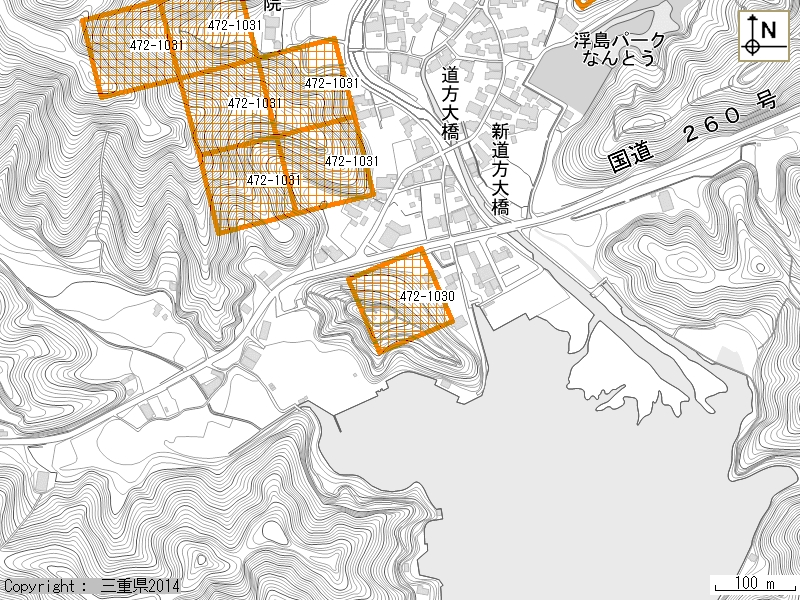 院
472-1031
浮島パーク
なんとう
N
472-1031
472-1031
道方大橋
新道方大橋
国道 260 号
472-1031
472-1031
472-1030
100 m
Copyright： 三重県2014